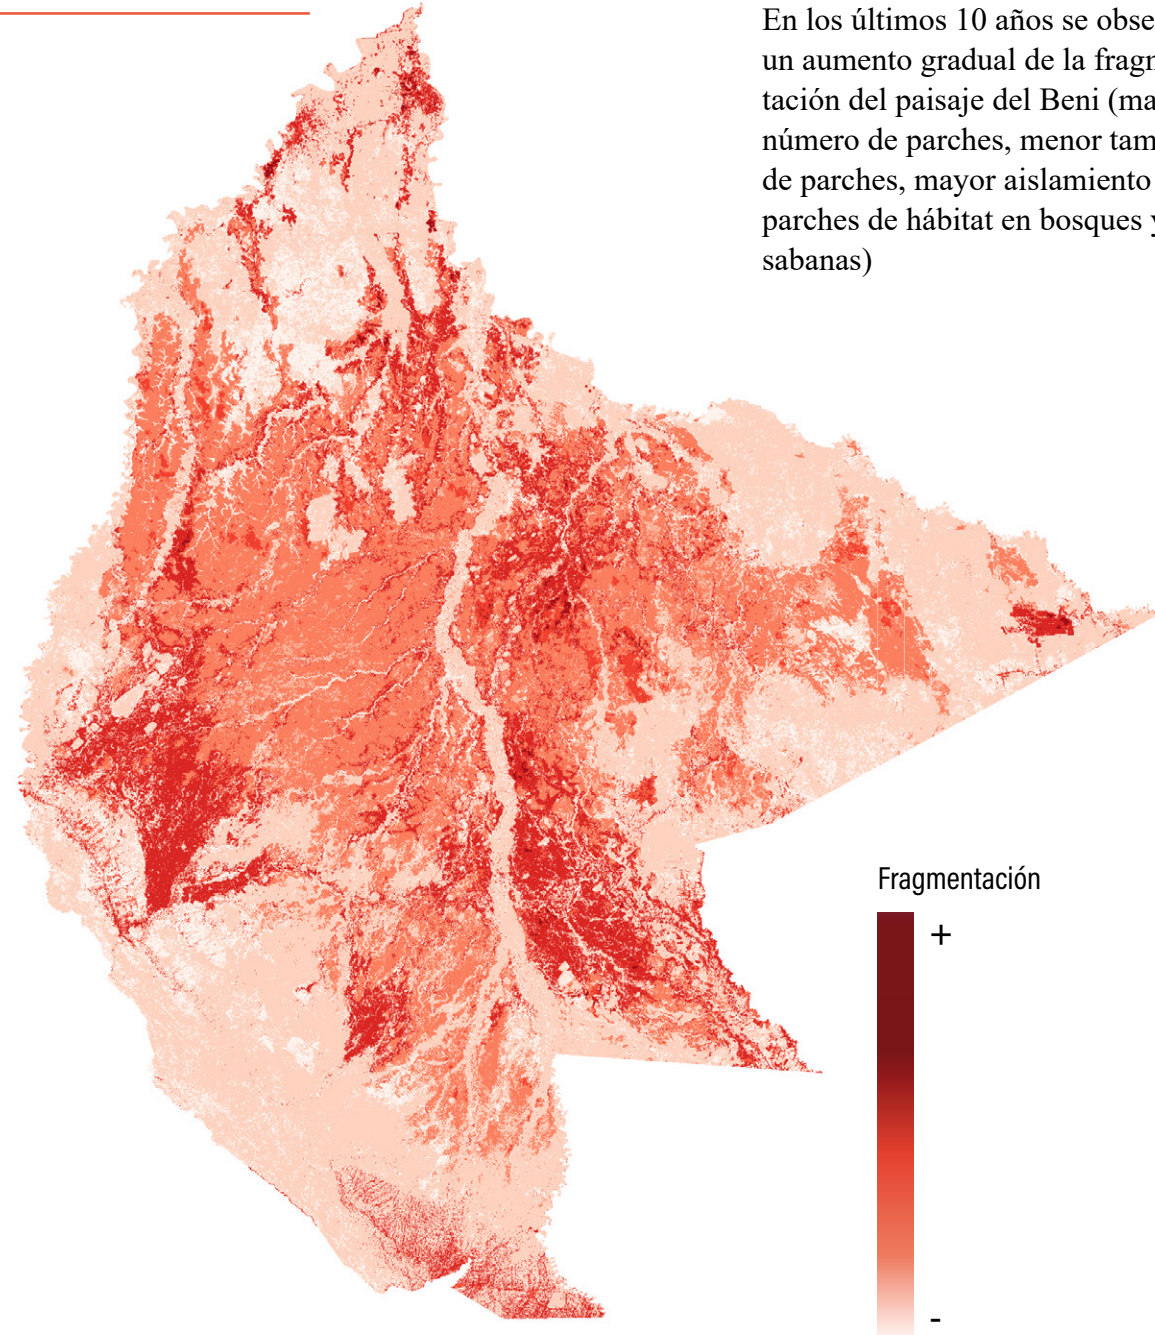 En los últimos 10 años se obse
un aumento gradual de la fragm
tación del paisaje del Beni (ma
número de parches, menor tam
de parches, mayor aislamiento
parches de hábitat en bosques y
sabanas)
Fragmentación
+
-